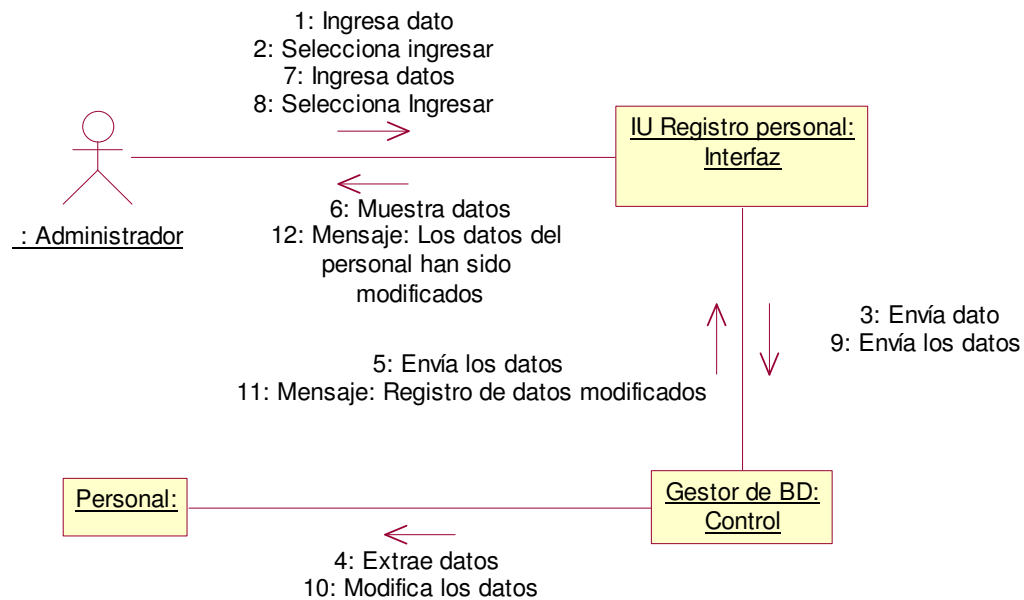 1: Ingresa dato
2: Selecciona ingresar
7: Ingresa datos
8: Selecciona Ingresar
IU Registro personal:
Interfaz
: Administrador
6: Muestra datos
12: Mensaje: Los datos del
personal han sido
modificados
3: Envía dato
9: Envía los datos
5: Envía los datos
11: Mensaje: Registro de datos modificados
Personal:
Gestor de BD:
Control
4: Extrae datos
10: Modifica los datos